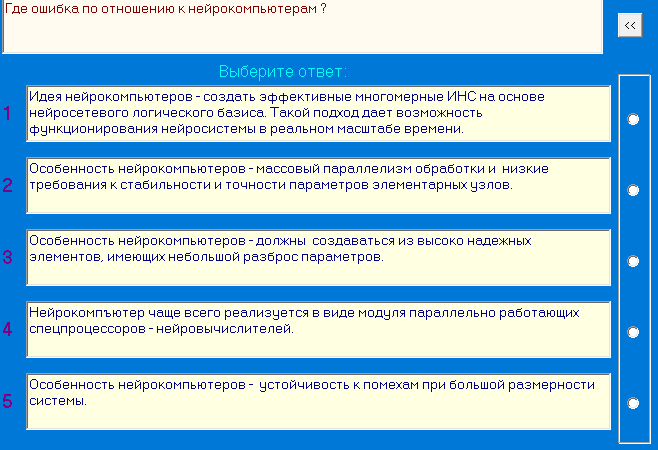 Где ошибка по отношению к нейрокомпьютерам ?
<<
Выберите ответ:
1
Идея нейрокомпьютеров - создать эффективные многомерные ИНС на основе
нейросетевого логического базиса. Такой подход дает возможность
функционирования нейросистемы в реальном масштабе времени.
2
Особенность нейрокомпьютеров - массовый параллелизм обработки и низкие
требования к стабильности и точности параметров элементарных узлов.
3
Особенность нейрокомпьютеров - должны создаваться из высоко надежных
элементов, имеющих небольшой разброс параметров.
4
Нейрокомпъютер чаще всего реализуется в виде модуля параллельно работающих
спецпроцессоров - нейровычислителей.
5
Особенность нейрокомпьютеров - устойчивость к помехам при большой размерности
системы.